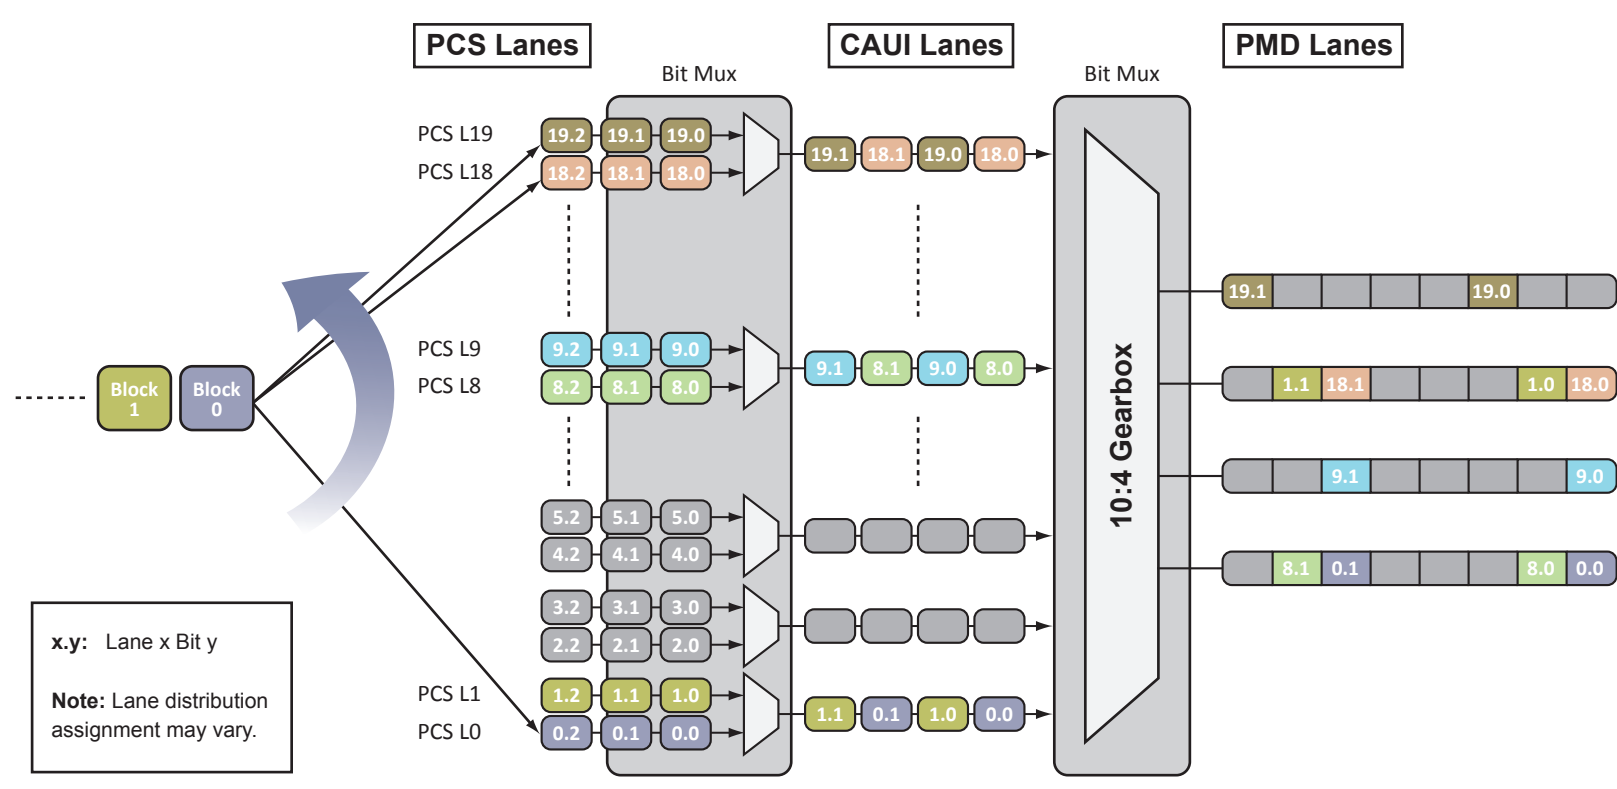 PCS Lanes
CAUI Lanes
PMD Lanes
Bit Mux
Bit Mux
PCS L19
19.2 19.1 19.0
PCS L18
18.2 18.1 18.0
19.1 18.1 19.0 18.0
19.1 19.0
PCS L9
9.2 9.1 9.0
PCS L8
8.2 8.1 8.0
9.1 8.1 9.0 8.0
1.1 18.1 1.0 18.0
Block 1
Block 0
10:4 Gearbox
9.1 9.0
5.2 5.1 5.0
4.2 4.1 4.0
8.1 0.1 8.0 0.0
3.2 3.1 3.0
2.2 2.1 2.0
PCS L1
1.2 1.1 1.0
PCS L0
0.2 0.1 0.0
1.1 0.1 1.0 0.0
x.y: Lane x Bit y
Note: Lane distribution
assignment may vary.